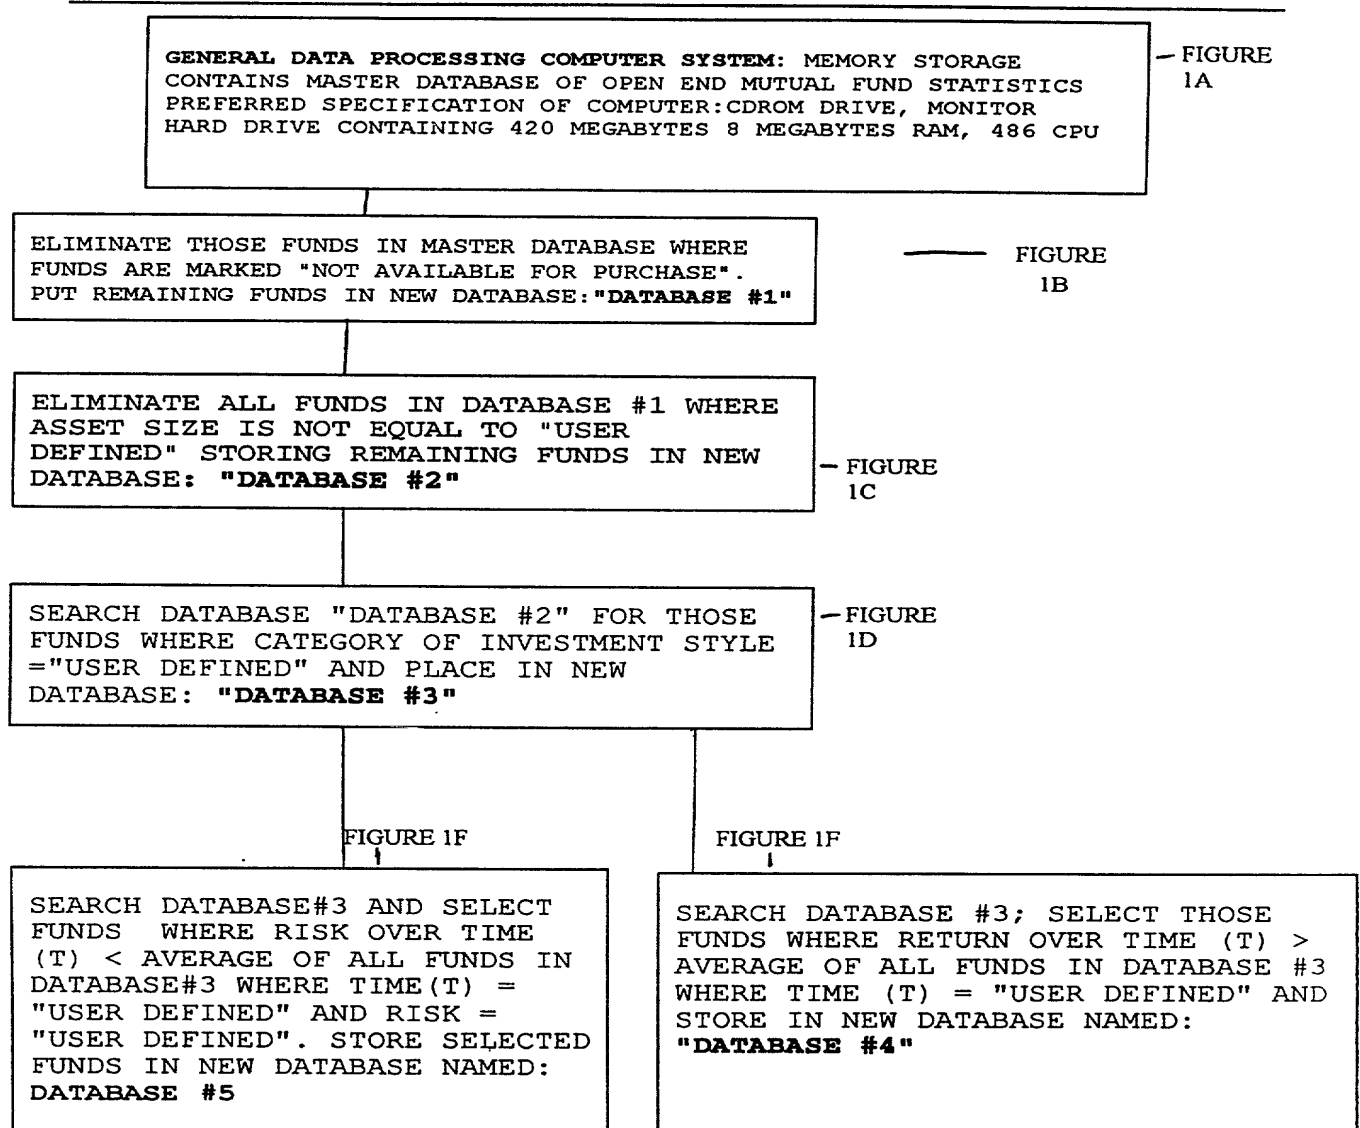 GENERAL DATA PROCESSING COMPUTER SYSTEM: MEMORY STORAGE
CONTAINS MASTER DATABASE OF OPEN END MUTUAL FUND STATISTICS
PREFERRED SPECIFICATION OF COMPUTER:CDROM DRIVE, MONITOR
HARD DRIVE CONTAINING 420 MEGABYTES 8 MEGABYTES RAM, 486 CPU
FIGURE
1A
ELIMINATE THOSE FUNDS IN MASTER DATABASE WHERE
FUNDS ARE MARKED "NOT AVAILABLE FOR PURCHASE".
PUT REMAINING FUNDS IN NEW DATABASE:"DATABASE #1"
FIGURE
1B
ELIMINATE ALL FUNDS IN DATABASE #1 WHERE
ASSET SIZE IS NOT EQUAL TO "USER
DEFINED" STORING REMAINING FUNDS IN NEW
DATABASE: "DATABASE #2"
FIGURE
1C
SEARCH DATABASE "DATABASE #2" FOR THOSE
FUNDS WHERE CATEGORY OF INVESTMENT STYLE
="USER DEFINED" AND PLACE IN NEW
DATABASE: "DATABASE #3"
FIGURE
1D
FIGURE 1F
SEARCH DATABASE#3 AND SELECT
FUNDS WHERE RISK OVER TIME
(T) < AVERAGE OF ALL FUNDS IN
DATABASE#3 WHERE TIME(T) =
"USER DEFINED" AND RISK =
"USER DEFINED". STORE SELECTED
FUNDS IN NEW DATABASE NAMED:
DATABASE #5
FIGURE 1F
SEARCH DATABASE #3; SELECT THOSE
FUNDS WHERE RETURN OVER TIME (T) >
AVERAGE OF ALL FUNDS IN DATABASE #3
WHERE TIME (T) = "USER DEFINED" AND
STORE IN NEW DATABASE NAMED:
"DATABASE #4"